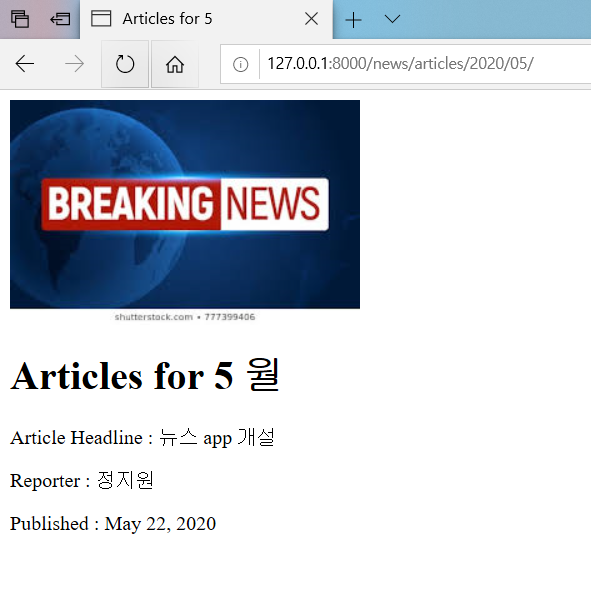 Articles for 5
127.0.0.1:8000/news/articles/2020/05/
BREAKING NEWS
shutterstock.com • 777399406
Articles for 5 월
Article Headline : 뉴스 app 개설
Reporter : 정지원
Published : May 22, 2020